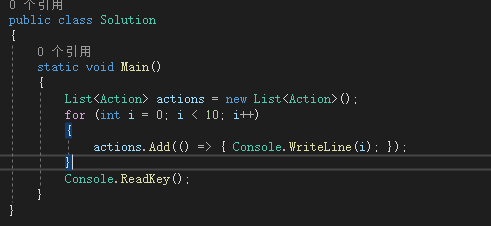 0 个引用
public class Solution
{
    0 个引用
    static void Main()
    {
        List<Action> actions = new List<Action>();
        for (int i = 0; i < 10; i++)
        {
            actions.Add(() => { Console.WriteLine(i); });
        }
        Console.ReadKey();
    }
}